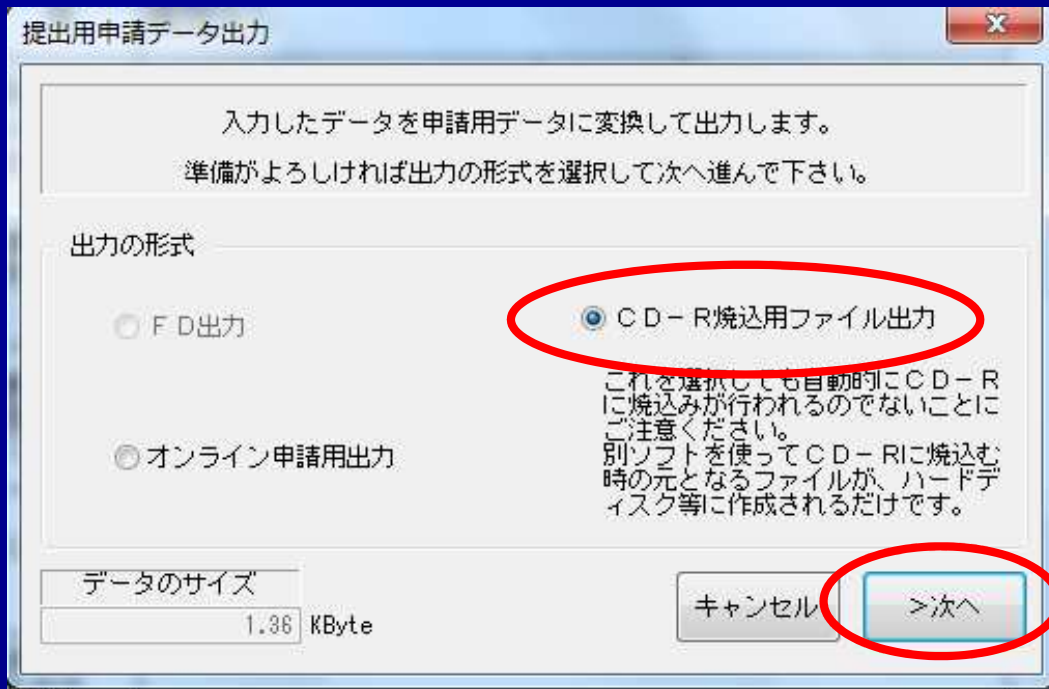 提出用申請データ出力
入力したデータを申請用データに変換して出力します。
準備がよろしければ出力の形式を選択して次へ進んで下さい。
出力の形式
ＦＤ出力
ＣＤ－Ｒ焼込用ファイル出力
これを選択しても自動的にＣＤ－Ｒ
に焼込みが行われるのでないことに
ご注意ください。
別ソフトを使ってＣＤ－Ｒに焼込む
時の元となるファイルが、ハードデ
ィスク等に作成されるだけです。
オンライン申請用出力
データのサイズ
1.36 KByte
キャンセル
>次へ